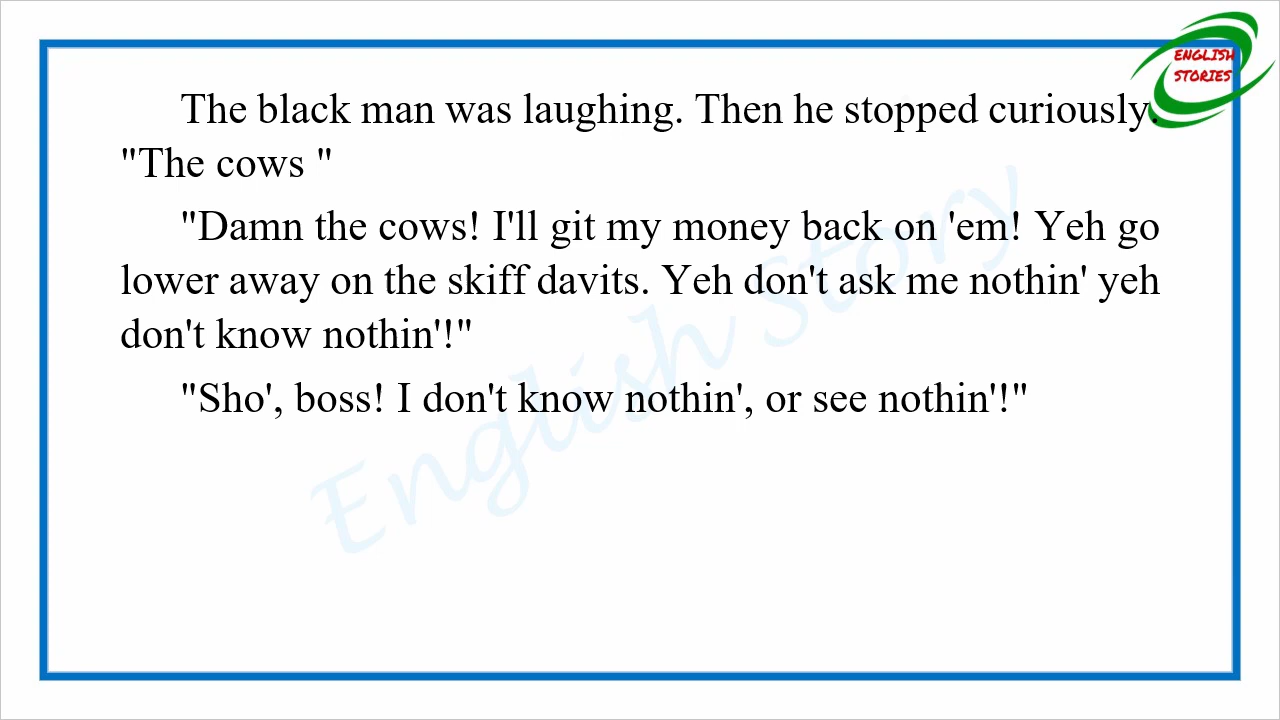 ENGLISH
STORIES
The black man was laughing. Then he stopped curiously.
"The cows "
"Damn the cows! I'll git my money back on 'em! Yeh go
lower away on the skiff davits. Yeh don't ask me nothin' yeh
don't know nothin'!"
"Sho', boss! I don't know nothin', or see nothin'!"
English Story